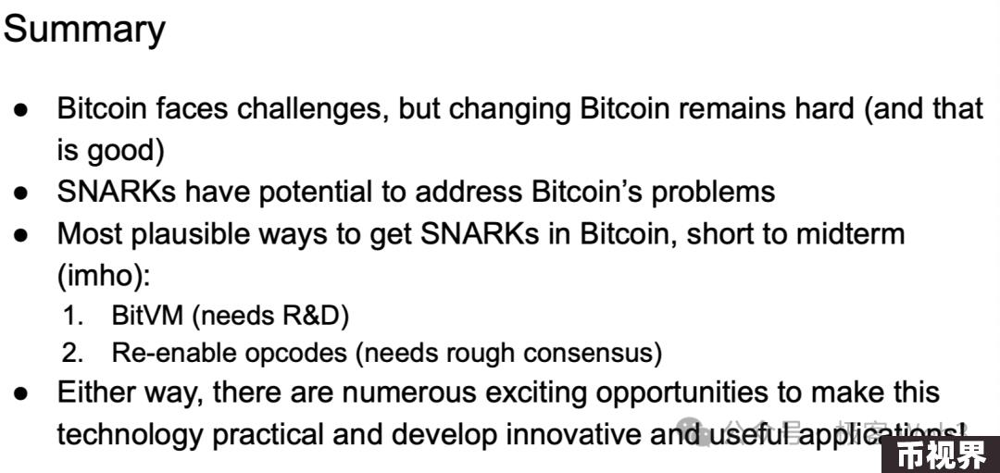 Summary
● Bitcoin faces challenges, but changing Bitcoin remains hard (and that
is good)
● SNARKs have potential to address Bitcoin’s problems
● Most plausible ways to get SNARKs in Bitcoin, short to midterm
(imho):
1. BitVM (needs R&D)
2. Re-enable opcodes (needs rough consensus)
● Either way, there are numerous exciting opportunities to make this
technology practical and develop innovative and useful applications!
公众号
币视界